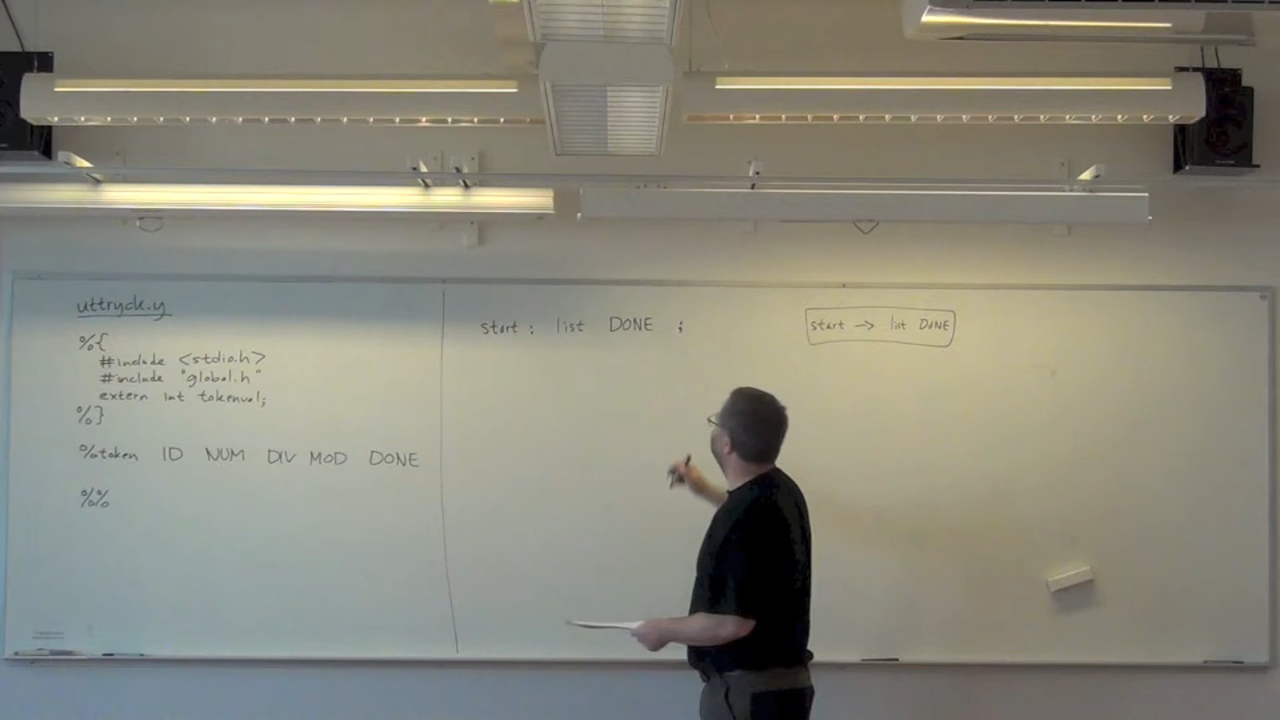 uttryck.y
%{
#include <stdio.h>
#include "global.h"
extern int tokenval;
%}
%token ID NUM DIV MOD DONE
%%
start : list DONE ;
start → list DONE